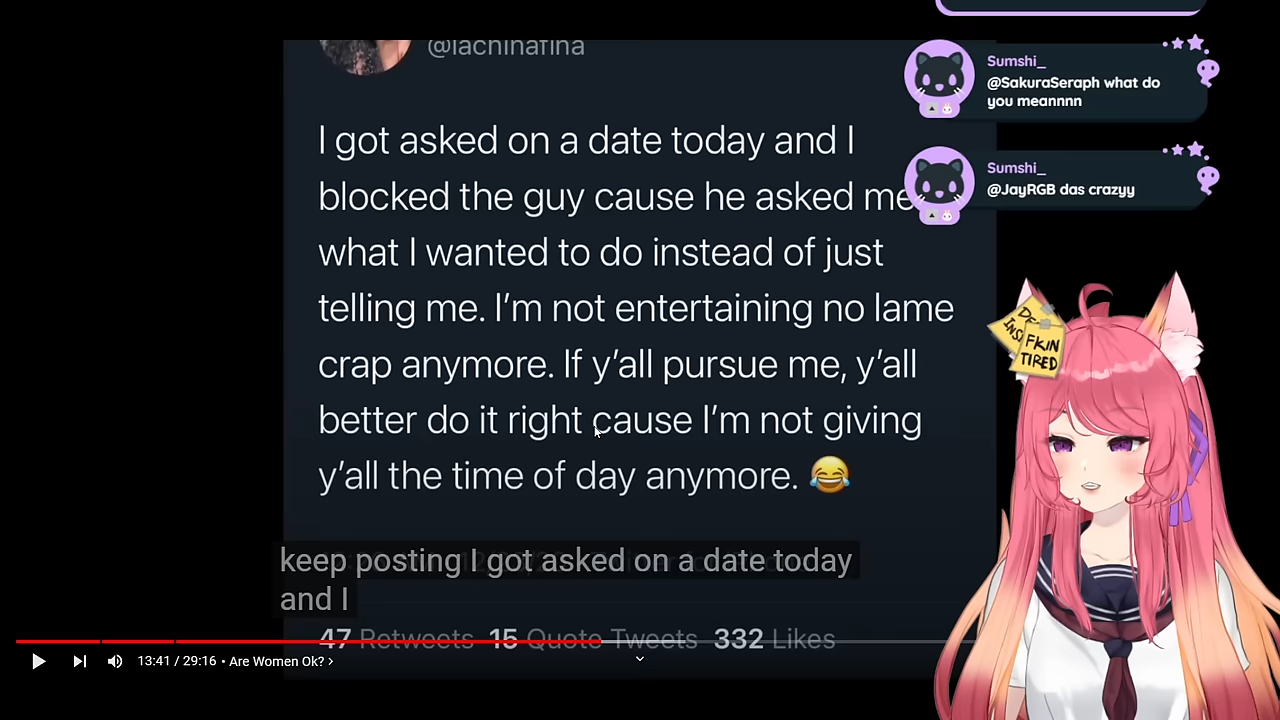 @lachinafina
I got asked on a date today and I
blocked the guy cause he asked me
what I wanted to do instead of just
telling me. I’m not entertaining no lame
crap anymore. If y’all pursue me, y’all
better do it right cause I’m not giving
y’all the time of day anymore. 😂
keep posting I got asked on a date today
and I
47 Retweets 15 Quote Tweets 332 Likes
13:41 / 29:16 • Are Women Ok? ›
Sumshi_
@SakuraSeraph what do
you meannnn
Sumshi_
@JayRGB das crazyy
FKIN
TIRED